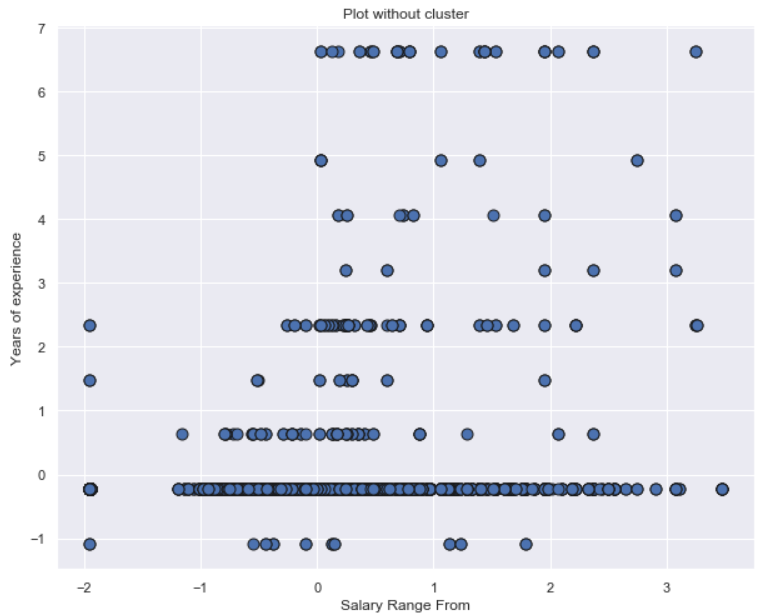 Plot without cluster
7
6
5
4
3
2
1
0
−1
Years of experience
−2 −1 0 1 2 3
Salary Range From